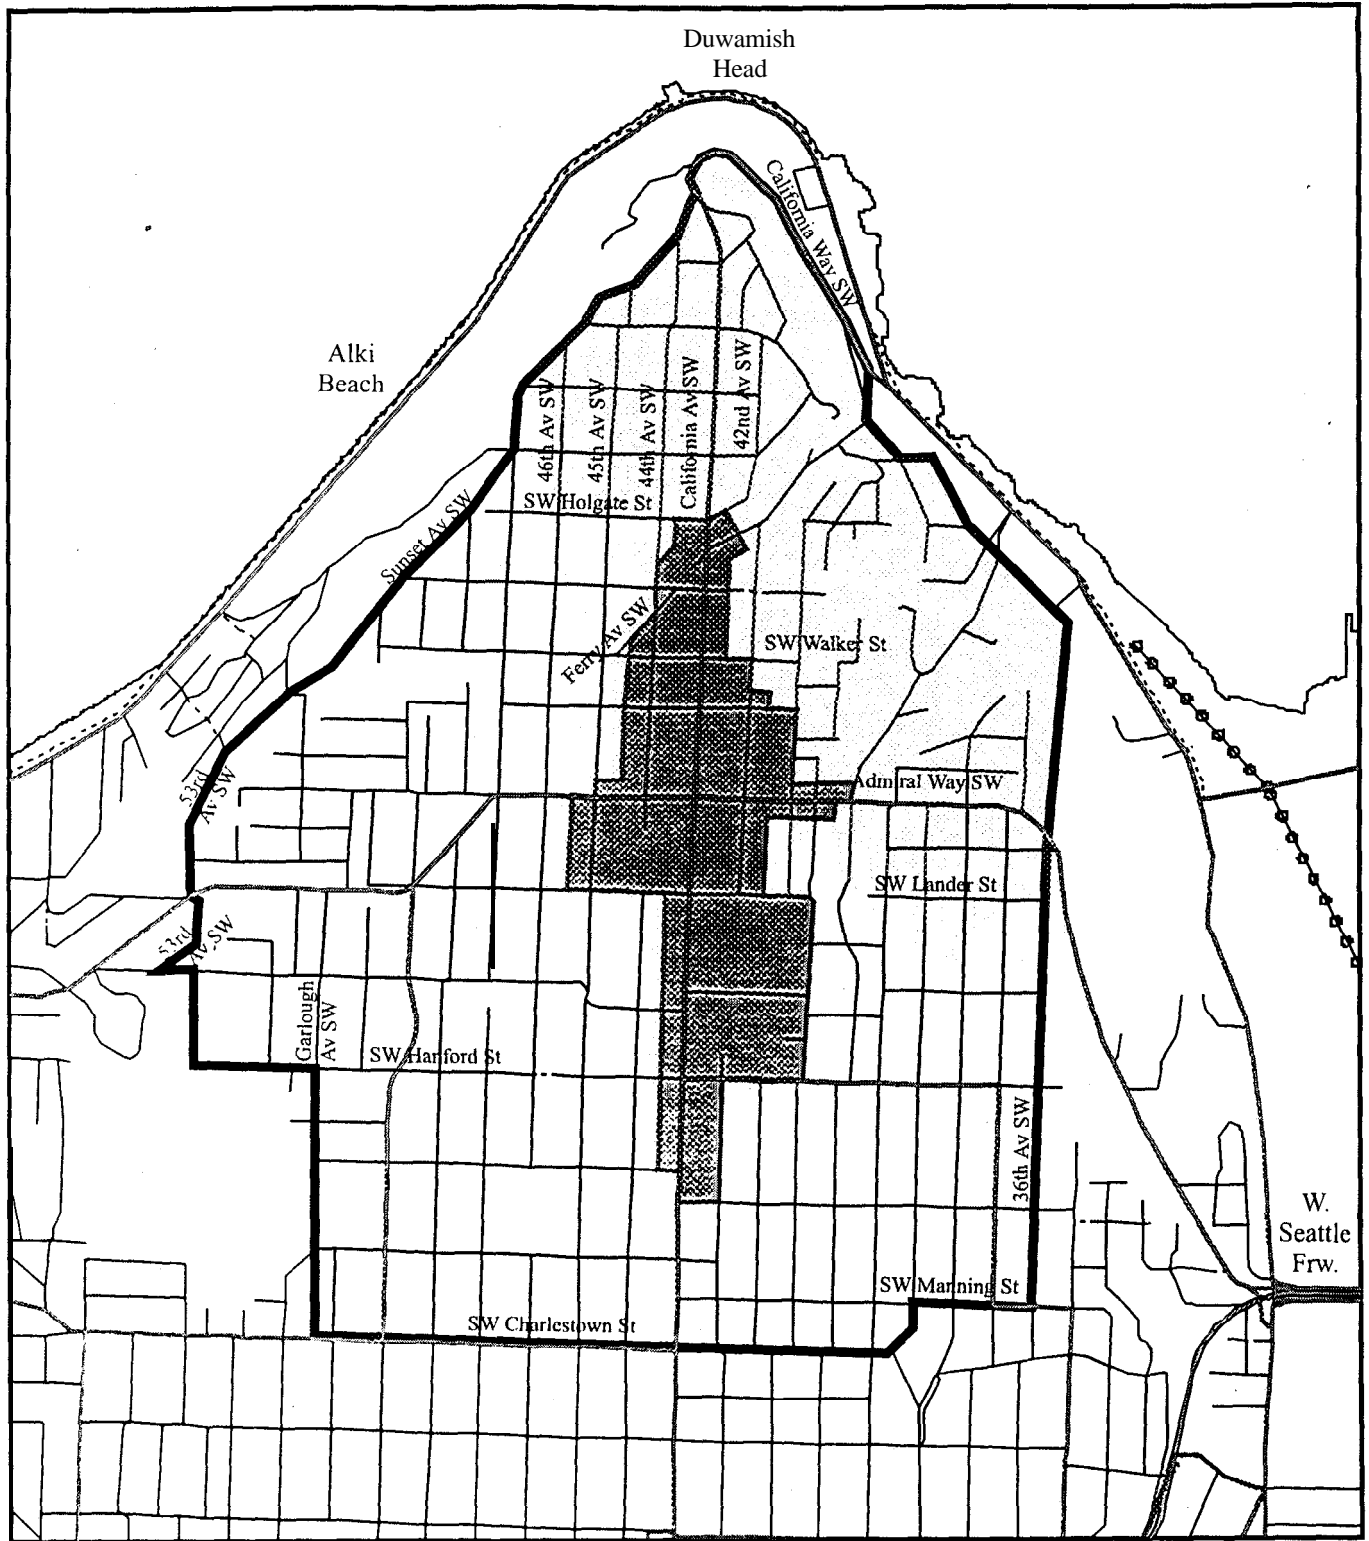 Duwamish
Head
California Way SW
Alki
Beach
46th Av SW
45th Av SW
44th Av SW
California Av SW
42nd Av SW
SW Holgate St
Sunset Av SW
Ferry Av SW
SW Walker St
53rd
Av SW
Admiral Way SW
SW Lander St
53rd
Av SW
Garlough
Av SW
SW Hanford St
36th Av SW
W.
Seattle
Frw.
SW Manning St
SW Charlestown St